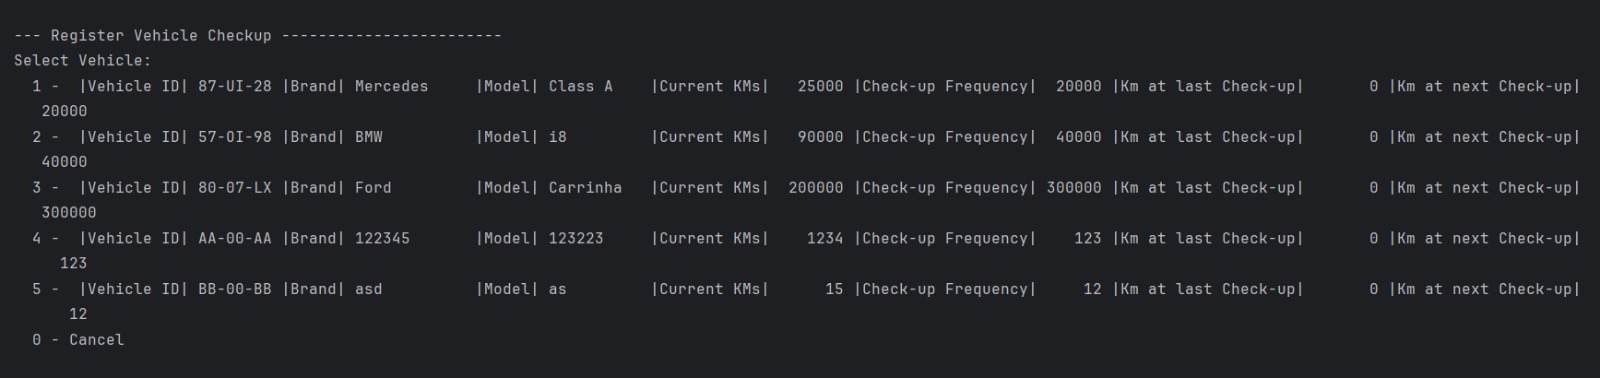 --- Register Vehicle Checkup ------------------------
Select Vehicle:
  1 -  |Vehicle ID| 87-UI-28 |Brand| Mercedes     |Model| Class A    |Current KMs|   25000 |Check-up Frequency|  20000 |Km at last Check-up|       0 |Km at next Check-up|
   20000
  2 -  |Vehicle ID| 57-OI-98 |Brand| BMW          |Model| i8         |Current KMs|   90000 |Check-up Frequency|  40000 |Km at last Check-up|       0 |Km at next Check-up|
   40000
  3 -  |Vehicle ID| 80-07-LX |Brand| Ford         |Model| Carrinha   |Current KMs|  200000 |Check-up Frequency| 300000 |Km at last Check-up|       0 |Km at next Check-up|
   300000
  4 -  |Vehicle ID| AA-00-AA |Brand| 122345       |Model| 123223     |Current KMs|    1234 |Check-up Frequency|    123 |Km at last Check-up|       0 |Km at next Check-up|
     123
  5 -  |Vehicle ID| BB-00-BB |Brand| asd          |Model| as         |Current KMs|      15 |Check-up Frequency|     12 |Km at last Check-up|       0 |Km at next Check-up|
      12
  0 - Cancel